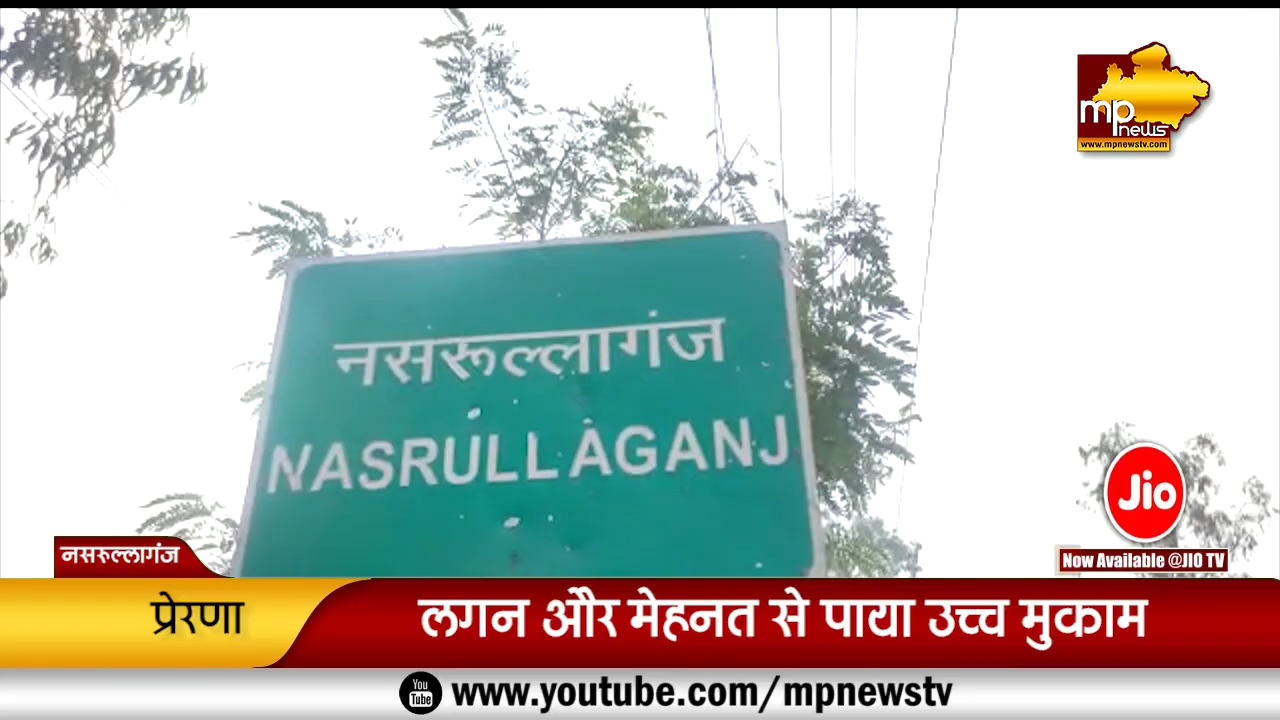 mp
news
www.mpnewstv.com
नसरूल्लागंज
NASRULLAGANJ
Jio
Now Available @JIO TV
नसरुल्लागंज
प्रेरणा
लगन और मेहनत से पाया उच्च मुकाम
You
Tube
www.youtube.com/mpnewstv